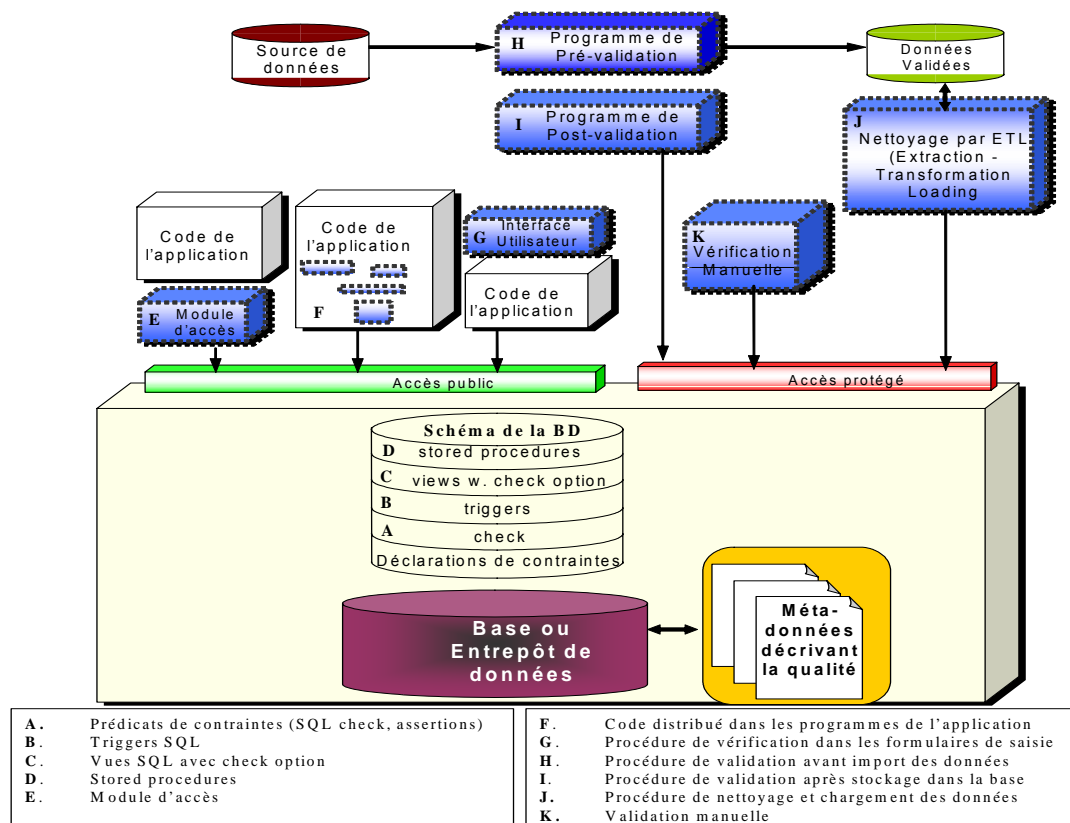 Source de
données
H Programme de
Pré-validation
Données
Validées
I Programme de
Post-validation
J
Nettoyage par ETL
(Extraction -
Transformation
Loading
Code de
l'application
Code de
l'application
G Interface
Utilisateur
K
Vérification
Manuelle
E Module
d'accès
F
Code de
l'application
Accès public
Accès protégé
Schéma de la BD
D stored procedures
C views w. check option
B
triggers
A
check
Déclarations de contraintes
Base ou
Entrepôt de
données
Méta-
données
décrivant
la qualité
A. Prédicats de contraintes (SQL check, assertions)
B. Triggers SQL
C. Vues SQL avec check option
D. Stored procedures
E. Module d'accès
F. Code distribué dans les programmes de l'application
G. Procédure de vérification dans les formulaires de saisie
H. Procédure de validation avant import des données
I. Procédure de validation après stockage dans la base
J. Procédure de nettoyage et chargement des données
K. Validation manuelle